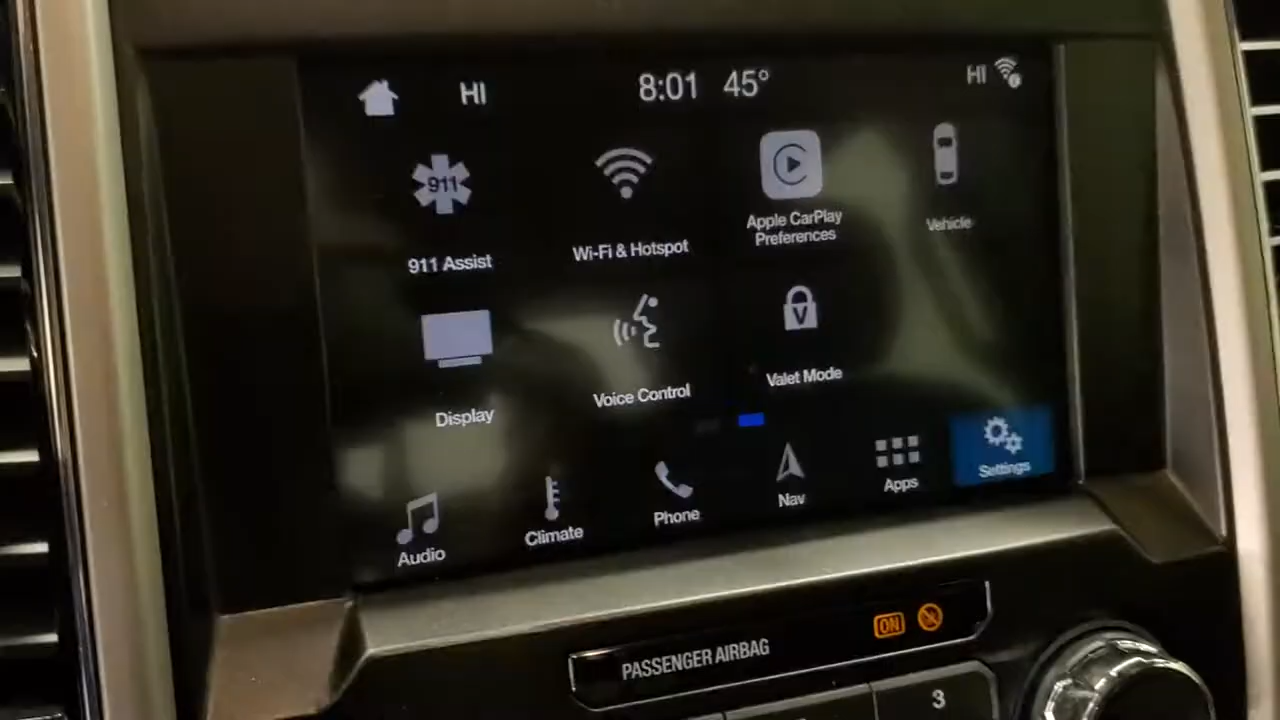 HI 8:01 45° HI
911
911 Assist
Wi-Fi & Hotspot
Apple CarPlay
Preferences
Vehicle
Display
Voice Control
V
Valet Mode
Audio
Climate
Phone
Nav
Apps
Settings
PASSENGER AIRBAG
ON
3